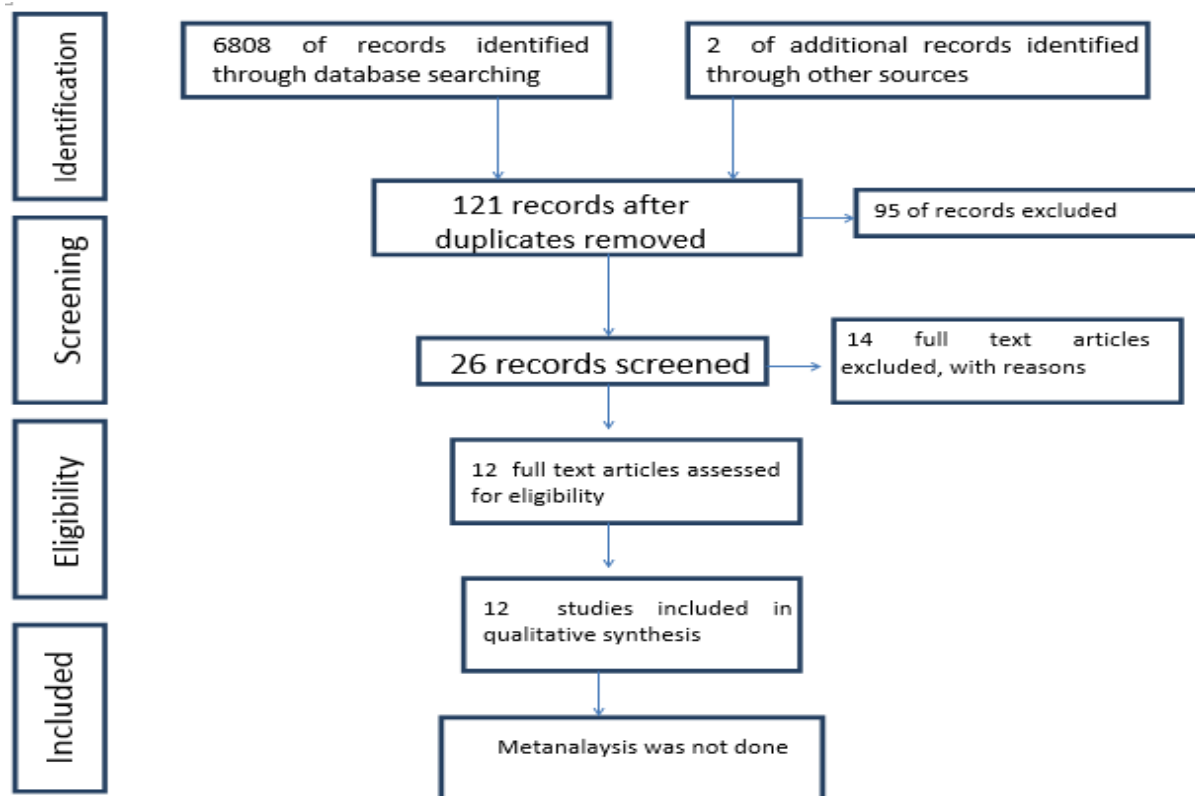 Identification
6808 of records identified
through database searching
2 of additional records identified
through other sources
121 records after
duplicates removed
95 of records excluded
Screening
26 records screened
14 full text articles
excluded, with reasons
Eligibility
12 full text articles assessed
for eligibility
12 studies included in
qualitative synthesis
Included
Metanalaysis was not done